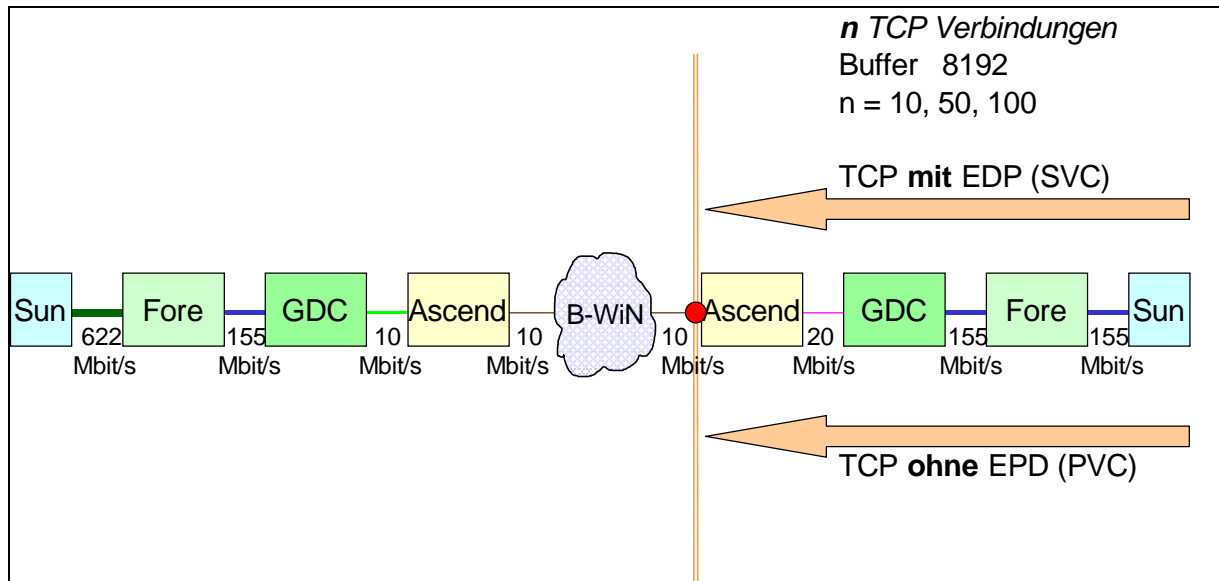 n TCP Verbindungen
Buffer 8192
n = 10, 50, 100
TCP mit EDP (SVC)
Sun Fore GDC Ascend B-WiN Ascend GDC Fore Sun
622 155 10 10 10 20 155 155
Mbit/s Mbit/s Mbit/s Mbit/s Mbit/s Mbit/s Mbit/s Mbit/s
TCP ohne EPD (PVC)